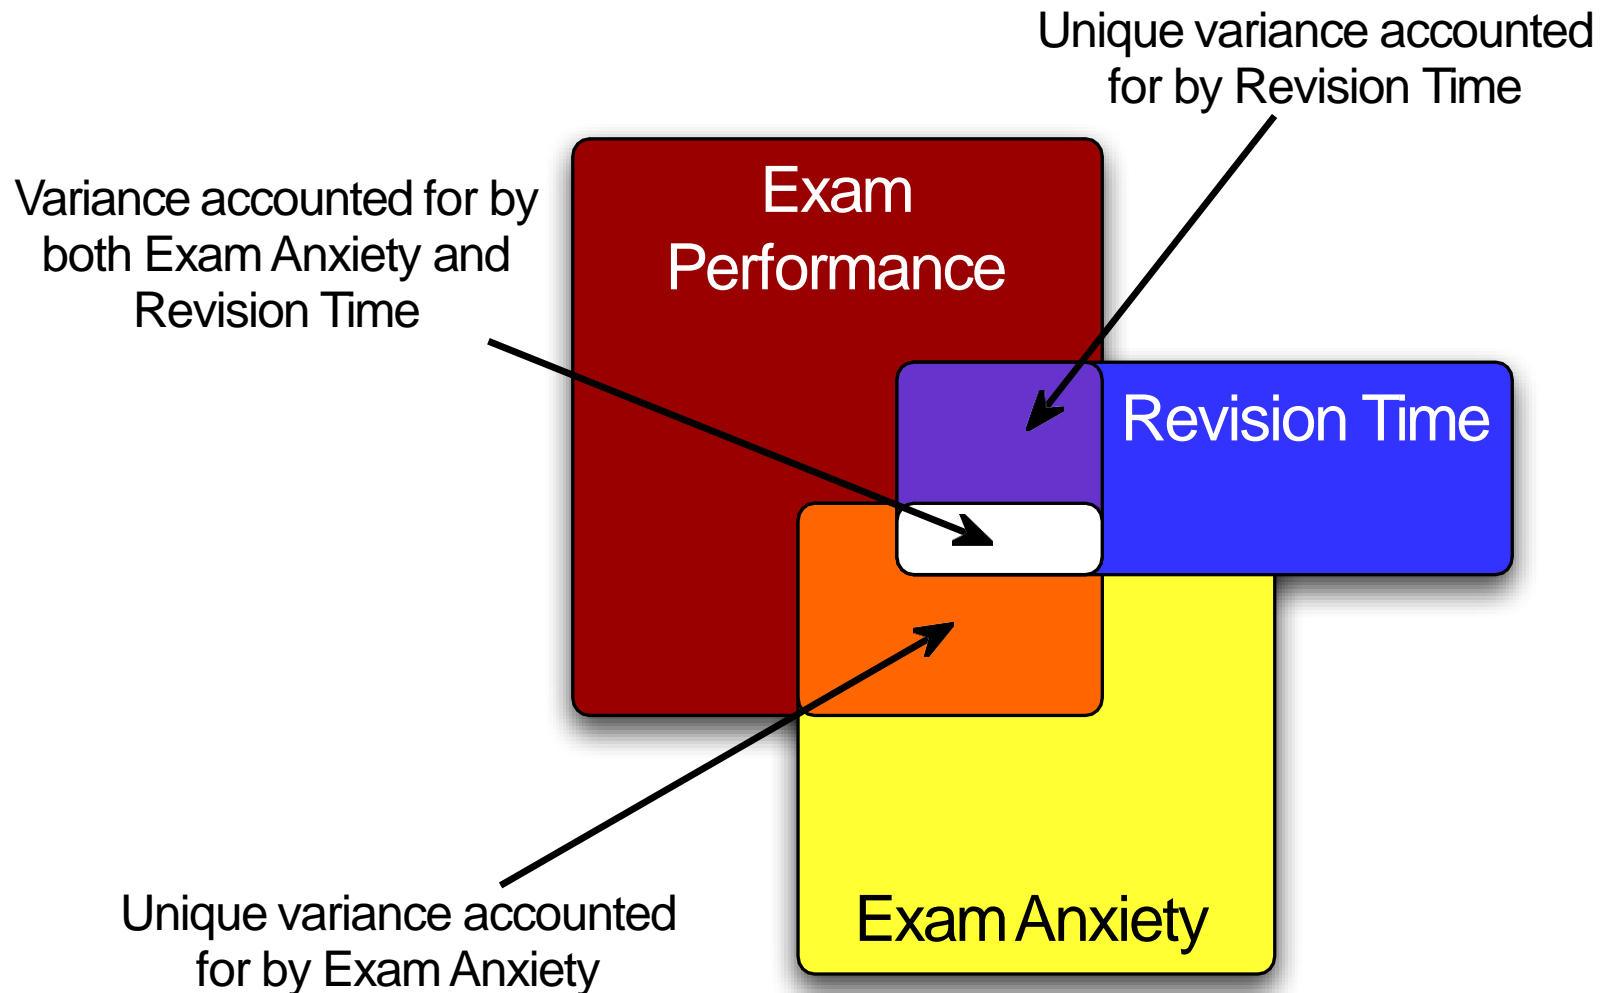 Unique variance accounted
for by Revision Time
Variance accounted for by
both Exam Anxiety and
Revision Time
Exam
Performance
Revision Time
Exam Anxiety
Unique variance accounted
for by Exam Anxiety